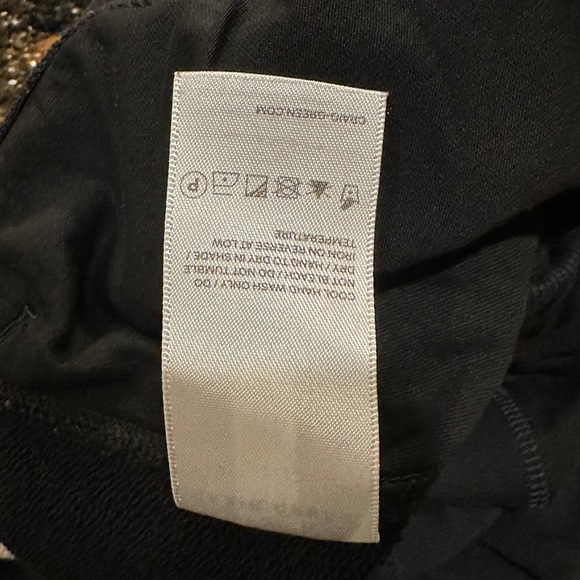 COOL HAND WASH ONLY / DO
NOT BLEACH / DO NOT TUMBLE
DRY / HANG TO DRY IN SHADE /
IRON ON REVERSE AT LOW
TEMPERATURE
P
CRAIG-GREEN.COM